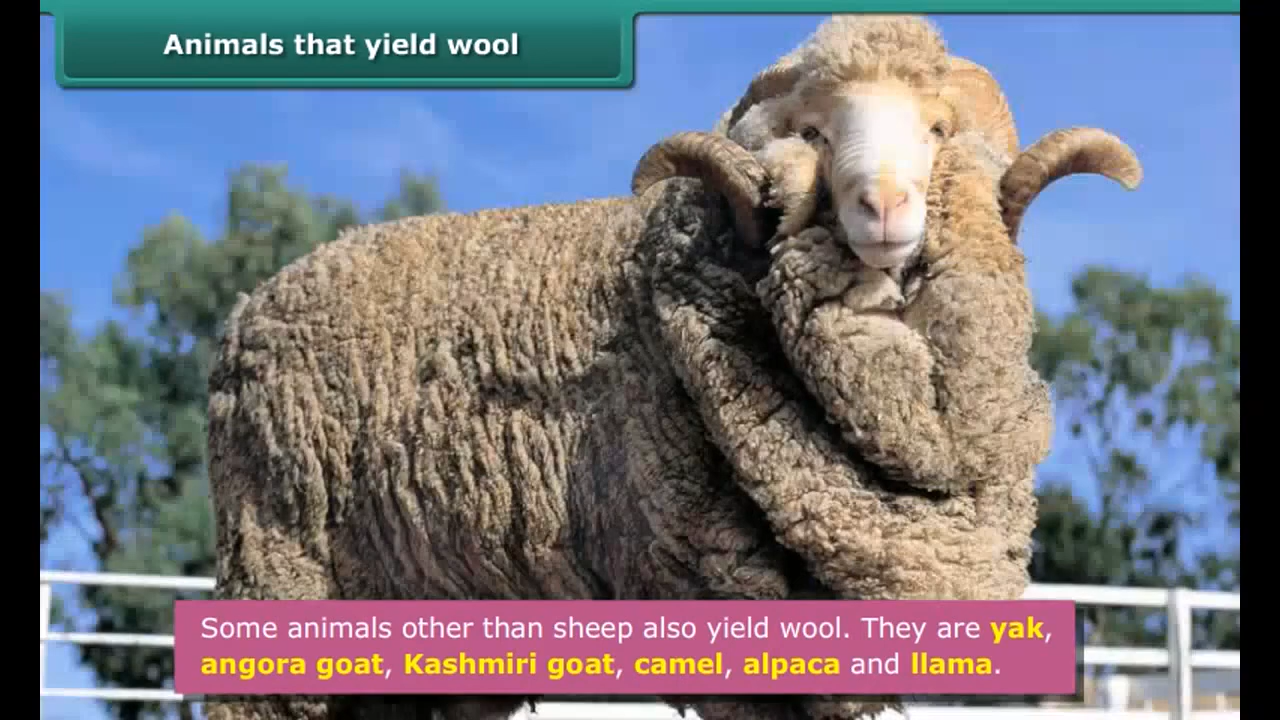 Animals that yield wool
Some animals other than sheep also yield wool. They are yak,
angora goat, Kashmiri goat, camel, alpaca and llama.